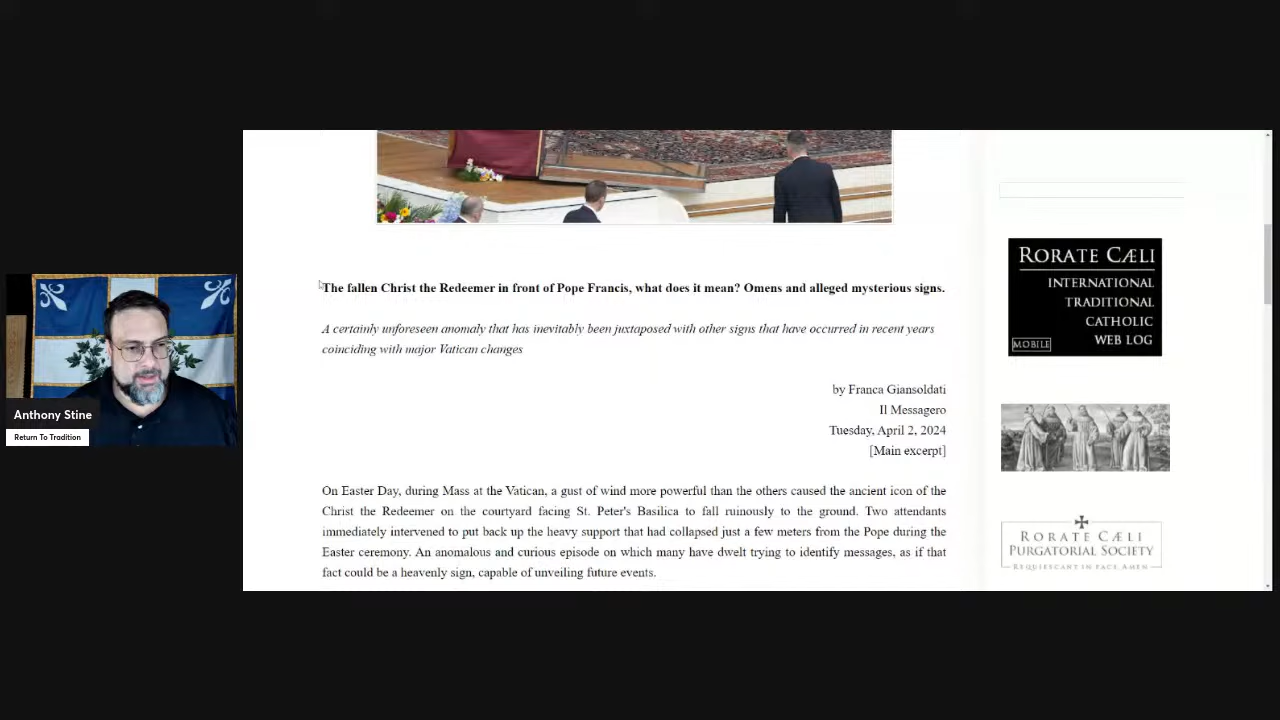 The fallen Christ the Redeemer in front of Pope Francis, what does it mean? Omens and alleged mysterious signs.
A certainly unforeseen anomaly that has inevitably been juxtaposed with other signs that have occurred in recent years
coinciding with major Vatican changes
by Franca Giansoldati
Il Messagero
Tuesday, April 2, 2024
[Main excerpt]
On Easter Day, during Mass at the Vatican, a gust of wind more powerful than the others caused the ancient icon of the
Christ the Redeemer on the courtyard facing St. Peter's Basilica to fall ruinously to the ground. Two attendants
immediately intervened to put back up the heavy support that had collapsed just a few meters from the Pope during the
Easter ceremony. An anomalous and curious episode on which many have dwelt trying to identify messages, as if that
fact could be a heavenly sign, capable of unveiling future events.
RORATE CÆLI
INTERNATIONAL
TRADITIONAL
CATHOLIC
WEB LOG
MOBILE
RORATE CÆLI
PURGATORIAL SOCIETY
REQUIESCANT IN PACE AMEN
Anthony Stine
Return To Tradition